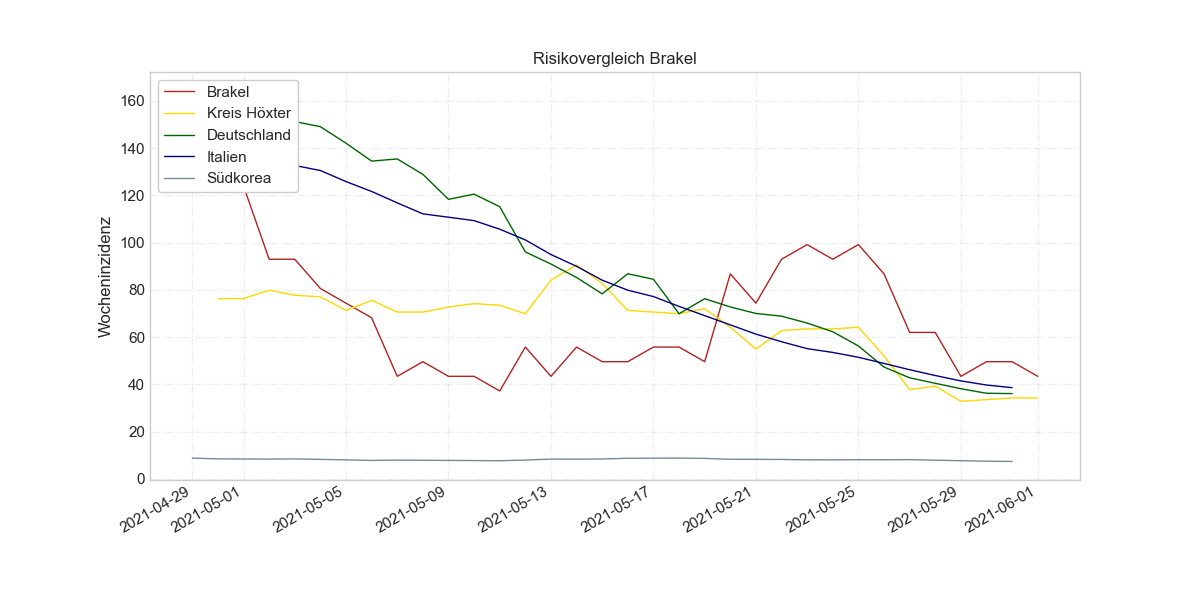 Risikovergleich Brakel
Brakel
Kreis Höxter
Deutschland
Italien
Südkorea
Wocheninzidenz
160
140
120
100
80
60
40
20
0
2021-04-29
2021-05-01
2021-05-05
2021-05-09
2021-05-13
2021-05-17
2021-05-21
2021-05-25
2021-05-29
2021-06-01